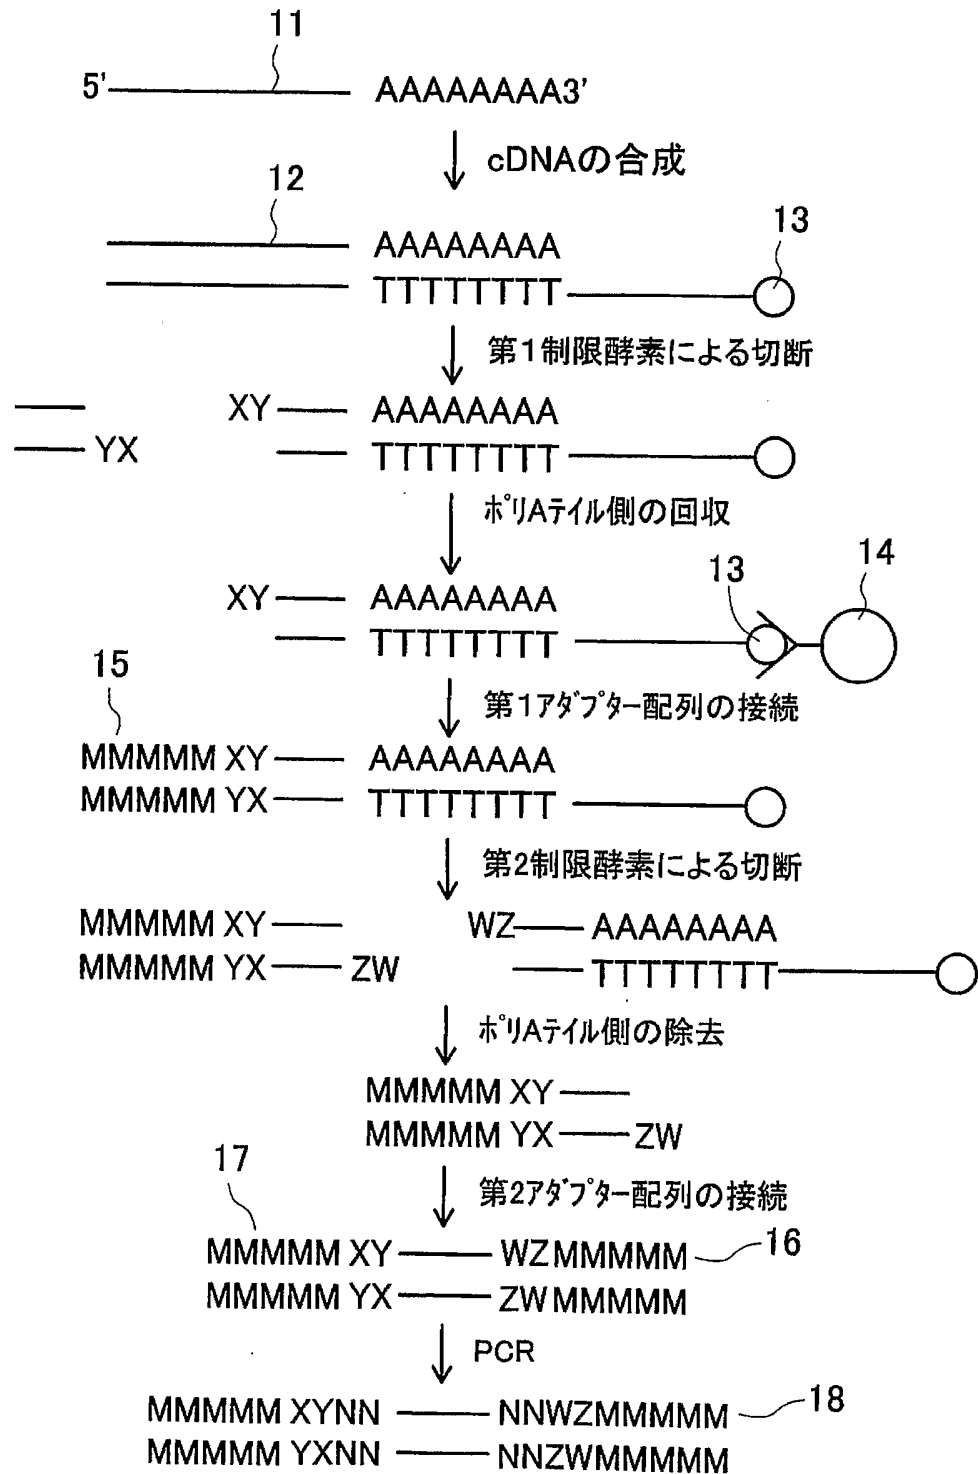 11
5' AAAAAAAA3'
cDNAの合成
12
13
AAAAAAAA
TTTTTTTT
第1制限酵素による切断
XY AAAAAAAA
YX TTTTTTTT
ポリAテイル側の回収
13
14
XY AAAAAAAA
TTTTTTTT
第1アダプター配列の接続
15
MMMMM XY AAAAAAAA
MMMMM YX TTTTTTTT
第2制限酵素による切断
MMMMM XY WZ AAAAAAAA
MMMMM YX ZW TTTTTTTT
ポリAテイル側の除去
MMMMM XY
MMMMM YX ZW
第2アダプター配列の接続
17
MMMMM XY WZMMMMM 16
MMMMM YX ZWMMMMM
PCR
MMMMM XYNN NNWZMMMMM 18
MMMMM YXNN NNZWMMMMM